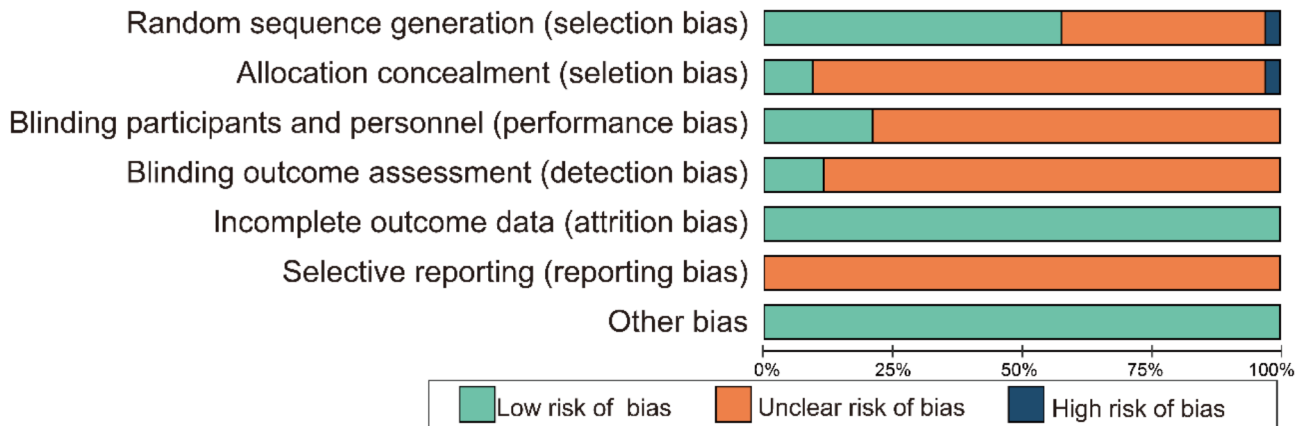 Random sequence generation (selection bias)
Allocation concealment (seletion bias)
Blinding participants and personnel (performance bias)
Blinding outcome assessment (detection bias)
Incomplete outcome data (attrition bias)
Selective reporting (reporting bias)
Other bias
0% 25% 50% 75% 100%
Low risk of bias Unclear risk of bias High risk of bias